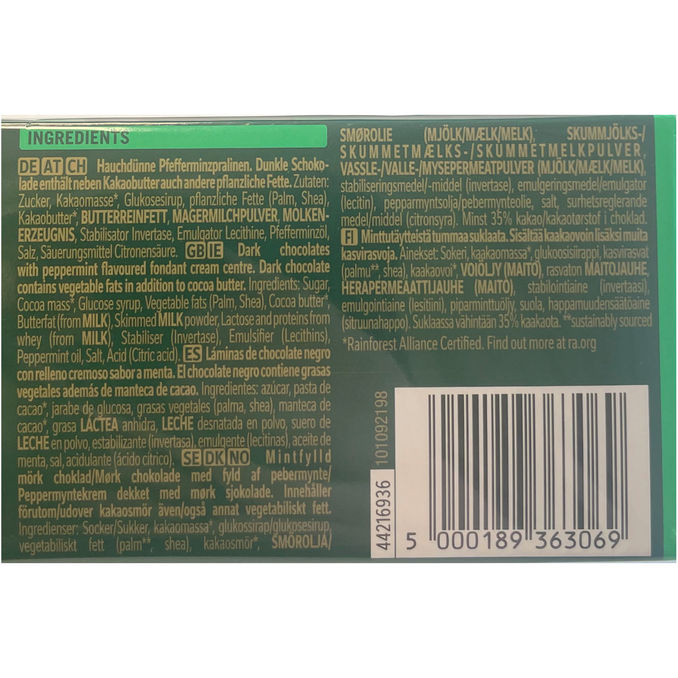 INGREDIENTS
DE AT CH Hauchdünne Pfefferminzpralinen. Dunkle Schoko-
lade enthält neben Kakaobutter auch andere pflanzliche Fette. Zutaten:
Zucker, Kakaomasse*, Glukosesirup, pflanzliche Fette (Palm, Shea),
Kakaobutter*, BUTTERREINFETT, MAGERMILCHPULVER, MOLKEN-
ERZEUGNIS, Stabilisator Invertase, Emulgator Lecithine, Pfefferminzöl,
Salz, Säuerungsmittel Citronensäure. GB IE Dark chocolates
with peppermint flavoured fondant cream centre. Dark chocolate
contains vegetable fats in addition to cocoa butter. Ingredients: Sugar,
Cocoa mass*, Glucose syrup, Vegetable fats (Palm, Shea), Cocoa butter*,
Butterfat (from MILK), Skimmed MILK powder, Lactose and proteins from
whey (from MILK), Stabiliser (Invertase), Emulsifier (Lecithins),
Peppermint oil, Salt, Acid (Citric acid). ES Láminas de chocolate negro
con relleno cremoso sabor a menta. El chocolate negro contiene grasas
vegetales además de manteca de cacao. Ingredientes: azúcar, pasta de
cacao*, jarabe de glucosa, grasas vegetales (palma, shea), manteca de
cacao*, grasa LÁCTEA anhidra, LECHE desnatada en polvo, suero de
LECHE en polvo, estabilizante (invertasa), emulgente (lecitinas), aceite de
menta, sal, acidulante (ácido cítrico). SE DK NO Mintfylld
mörk choklad/Mørk chokolade med fyld af pebermynte/
Peppermyntekrem dekket med mørk sjokolade. Innehåller
förutom/udover kakaosmör även/også annat vegetabiliskt fett.
Ingredienser: Socker/Sukker, kakaomassa*, glukossirap/glukosesirup,
vegetabiliskt fett (palm**, shea), kakaosmör*, SMÖROLJA/
SMØROLIE (MJÖLK/MÆLK/MELK), SKUMMJÖLKS-/
SKUMMETMÆLKS-/SKUMMETMELKPULVER,
VASSLE-/VALLE-/MYSEPERMEATPULVER (MJÖLK/MÆLK/MELK),
stabiliseringsmedel/-middel (invertase), emulgeringsmedel/emulgator
(lecitin), pepparmyntsolja/pebermynteolie, salt, surhetsreglerande
medel/middel (citronsyra). Minst 35% kakao/kakaotørstof i choklad.
FI Minttutäytteistä tummaa suklaata. Sisältää kaakaovoin lisäksi muita
kasvirasvoja. Ainekset: Sokeri, kaakaomassa*, glukoosisiirappi, kasvirasvat
(palmu**, shea), kaakaovoi*, VOIÖLJY (MAITO), rasvaton MAITOJAUHE,
HERAPERMEAATTIJAUHE (MAITO), stabilointiaine (invertaasi),
emulgointiaine (lesitiini), piparminttuöljy, suola, happamuudensäätöaine
(sitruunahappo). Suklaassa vähintään 35% kaakaota. **sustainably sourced
*Rainforest Alliance Certified. Find out more at ra.org
44216936
101092198
5 000189 363069